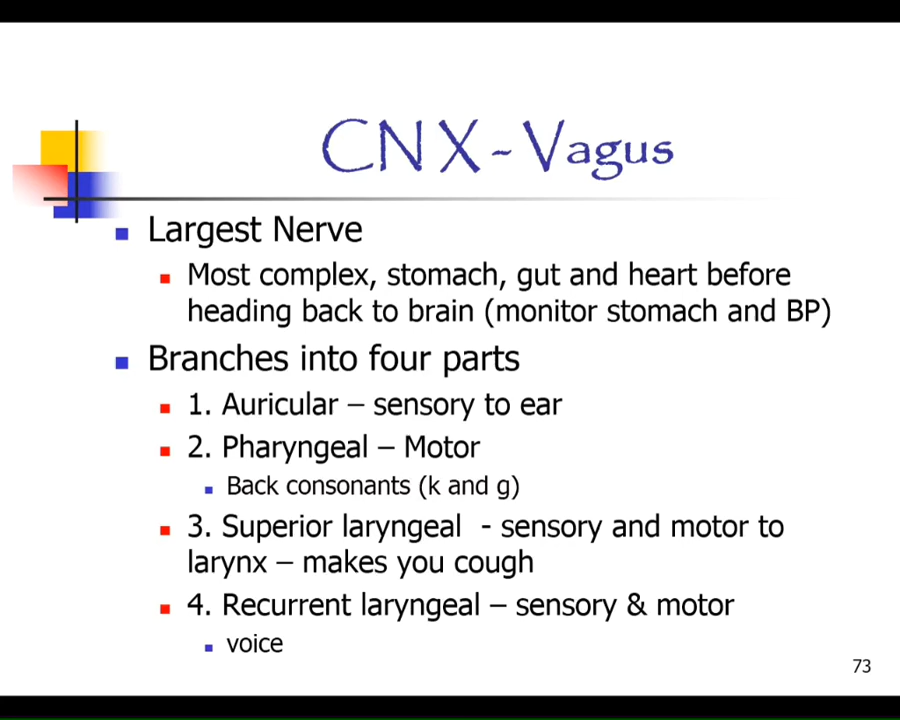 CNX - Vagus
Largest Nerve
Most complex, stomach, gut and heart before
heading back to brain (monitor stomach and BP)
Branches into four parts
1. Auricular – sensory to ear
2. Pharyngeal – Motor
Back consonants (k and g)
3. Superior laryngeal  - sensory and motor to
larynx – makes you cough
4. Recurrent laryngeal – sensory & motor
voice
73